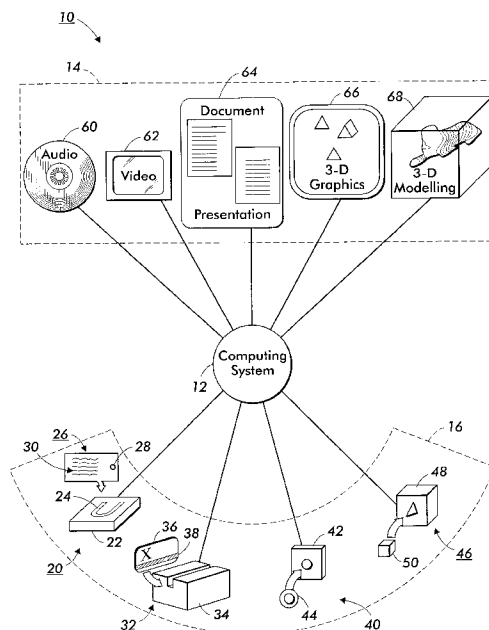 10
14
64
66
68
60
62
Audio
Video
Document
Presentation
3-D
Graphics
3-D
Modelling
Computing
System
12
16
26
28
30
24
22
20
36
X
38
32
34
42
44
40
48
46
50